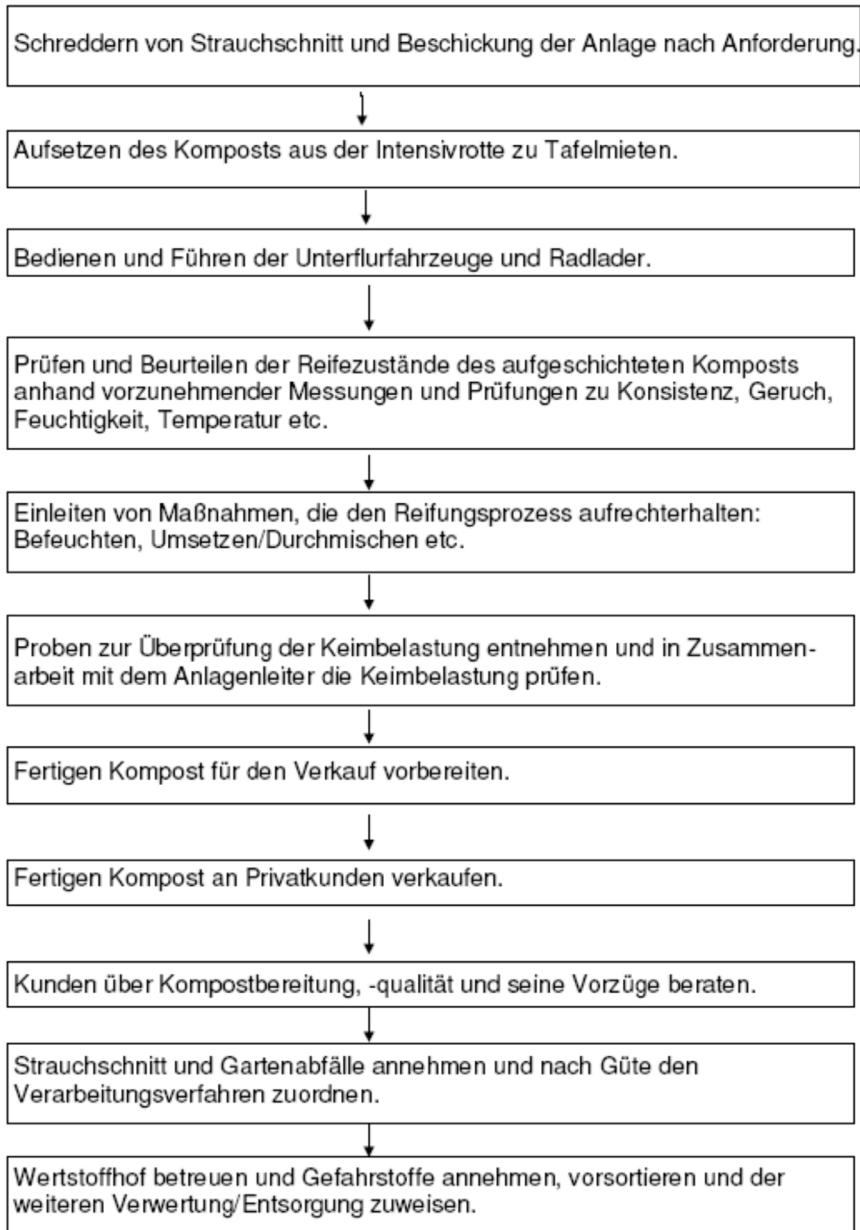 Schreddern von Strauchschnitt und Beschickung der Anlage nach Anforderung.
Aufsetzen des Komposts aus der Intensivrotte zu Tafelmieten.
Bedienen und Führen der Unterflurfahrzeuge und Radlader.
Prüfen und Beurteilen der Reifezustände des aufgeschichteten Komposts
anhand vorzunehmender Messungen und Prüfungen zu Konsistenz, Geruch,
Feuchtigkeit, Temperatur etc.
Einleiten von Maßnahmen, die den Reifungsprozess aufrechterhalten:
Befeuchten, Umsetzen/Durchmischen etc.
Proben zur Überprüfung der Keimbelastung entnehmen und in Zusammen-
arbeit mit dem Anlagenleiter die Keimbelastung prüfen.
Fertigen Kompost für den Verkauf vorbereiten.
Fertigen Kompost an Privatkunden verkaufen.
Kunden über Kompostbereitung, -qualität und seine Vorzüge beraten.
Strauchschnitt und Gartenabfälle annehmen und nach Güte den
Verarbeitungsverfahren zuordnen.
Wertstoffhof betreuen und Gefahrstoffe annehmen, vorsortieren und der
weiteren Verwertung/Entsorgung zuweisen.